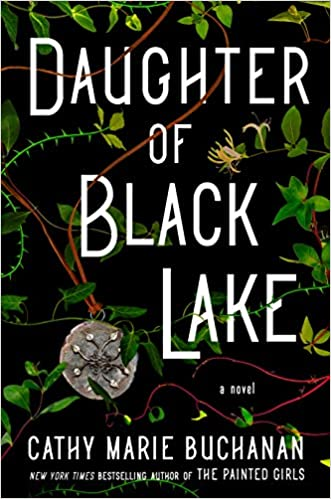 DAUGHTER
OF
BLACK
LAKE
a novel
CATHY MARIE BUCHANAN
NEW YORK TIMES BESTSELLING AUTHOR OF THE PAINTED GIRLS